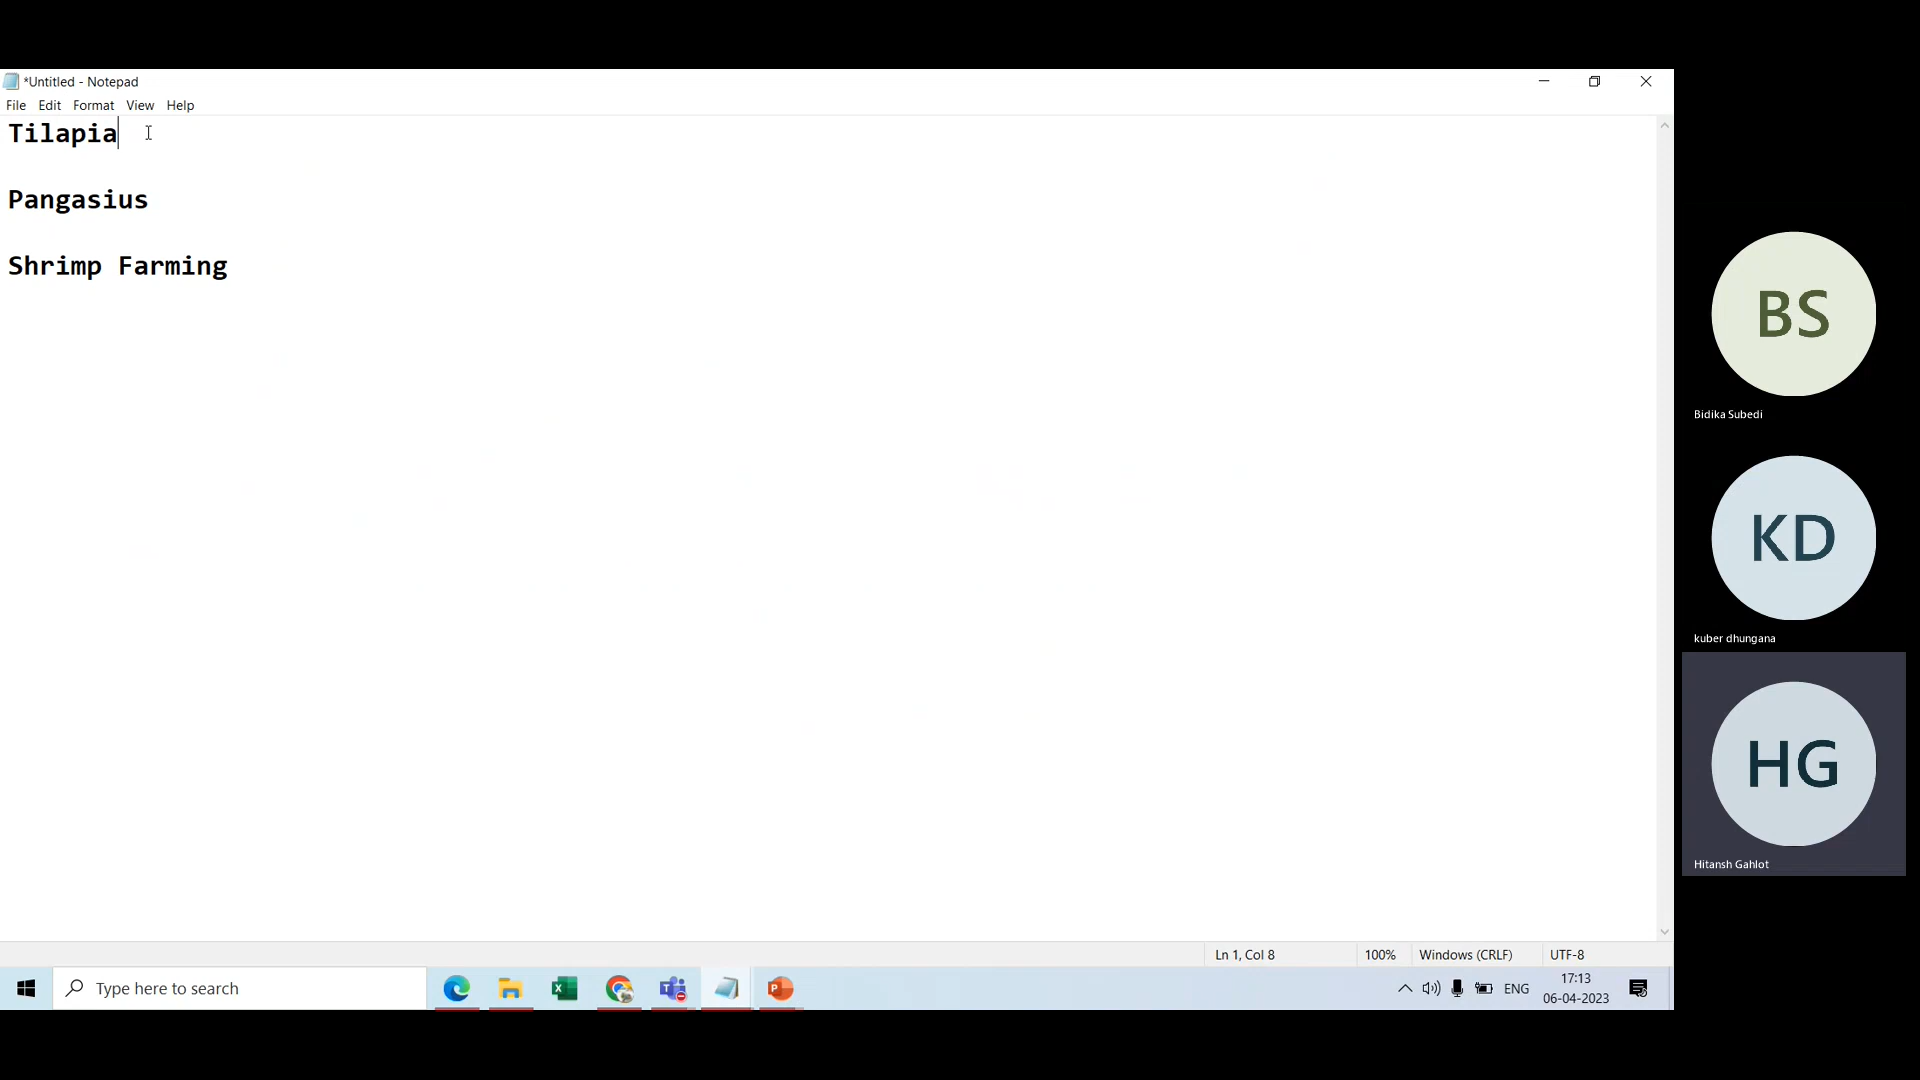 *Untitled - Notepad
File Edit Format View Help
Tilapia
Pangasius
Shrimp Farming
BS
Bidika Subedi
KD
kuber dhungana
HG
Hitansh Gahlot
Ln 1, Col 8 100% Windows (CRLF) UTF-8
Type here to search
ENG
17:13
06-04-2023